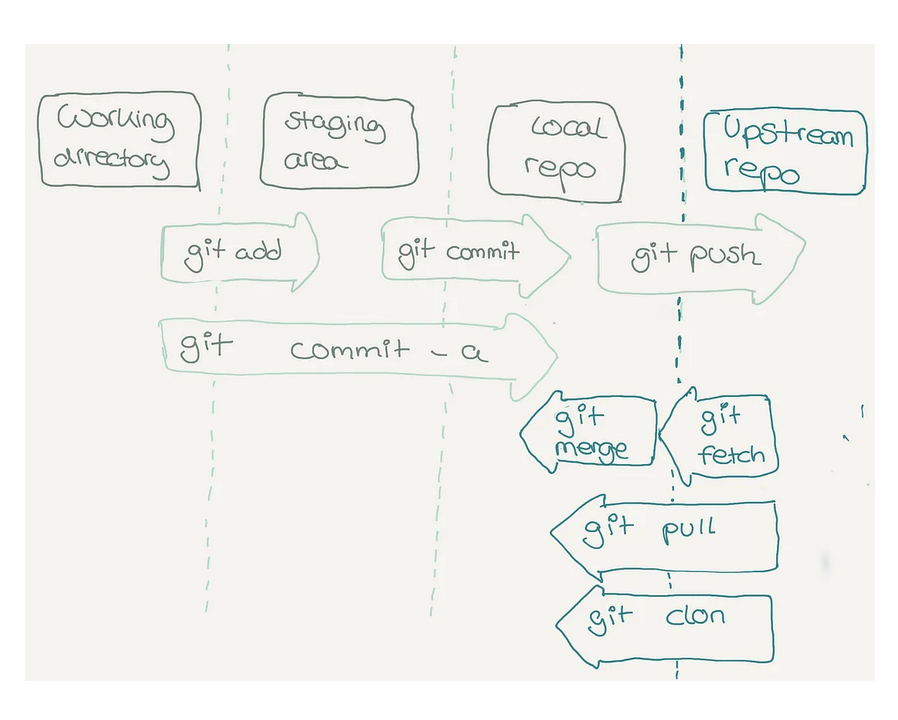 Working
directory
staging
area
Local
repo
Upstream
repo
git add
git commit
git push
git commit - a
git
merge
git
fetch
git pull
git clon